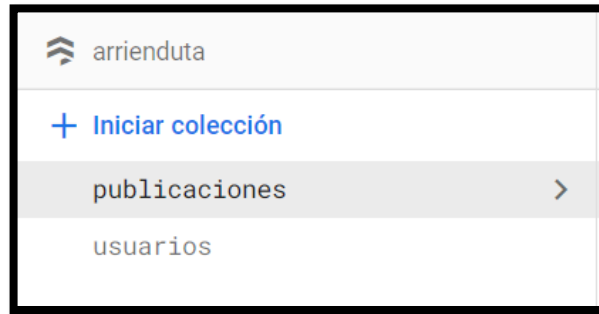 arrienduta
+ Iniciar colección
publicaciones
usuarios